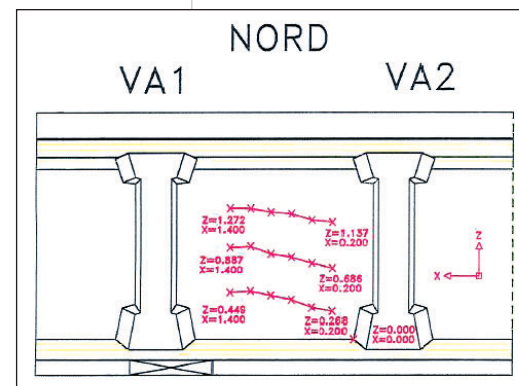 NORD
VA1 VA2
Z=1.272
X=1.400
Z=1.137
X=0.200
Z=0.887
X=1.400
Z=0.686
X=0.200
Z=0.449
X=1.400
Z=0.268
X=0.200
Z=0.000
X=0.000
Z
X